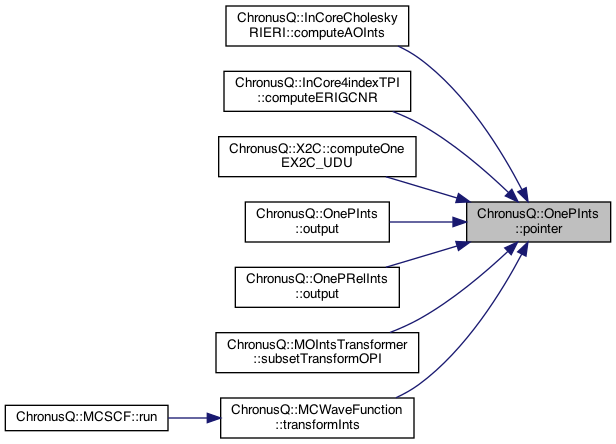 ChronusQ::InCoreCholesky
RIERI::computeAOInts
ChronusQ::InCore4indexTPI
::computeERIGCNR
ChronusQ::X2C::computeOne
EX2C_UDU
ChronusQ::OnePInts
::output
ChronusQ::OnePInts
::pointer
ChronusQ::OnePRelInts
::output
ChronusQ::MOIntsTransformer
::subsetTransformOPI
ChronusQ::MCSCF::run
ChronusQ::MCWaveFunction
::transformInts